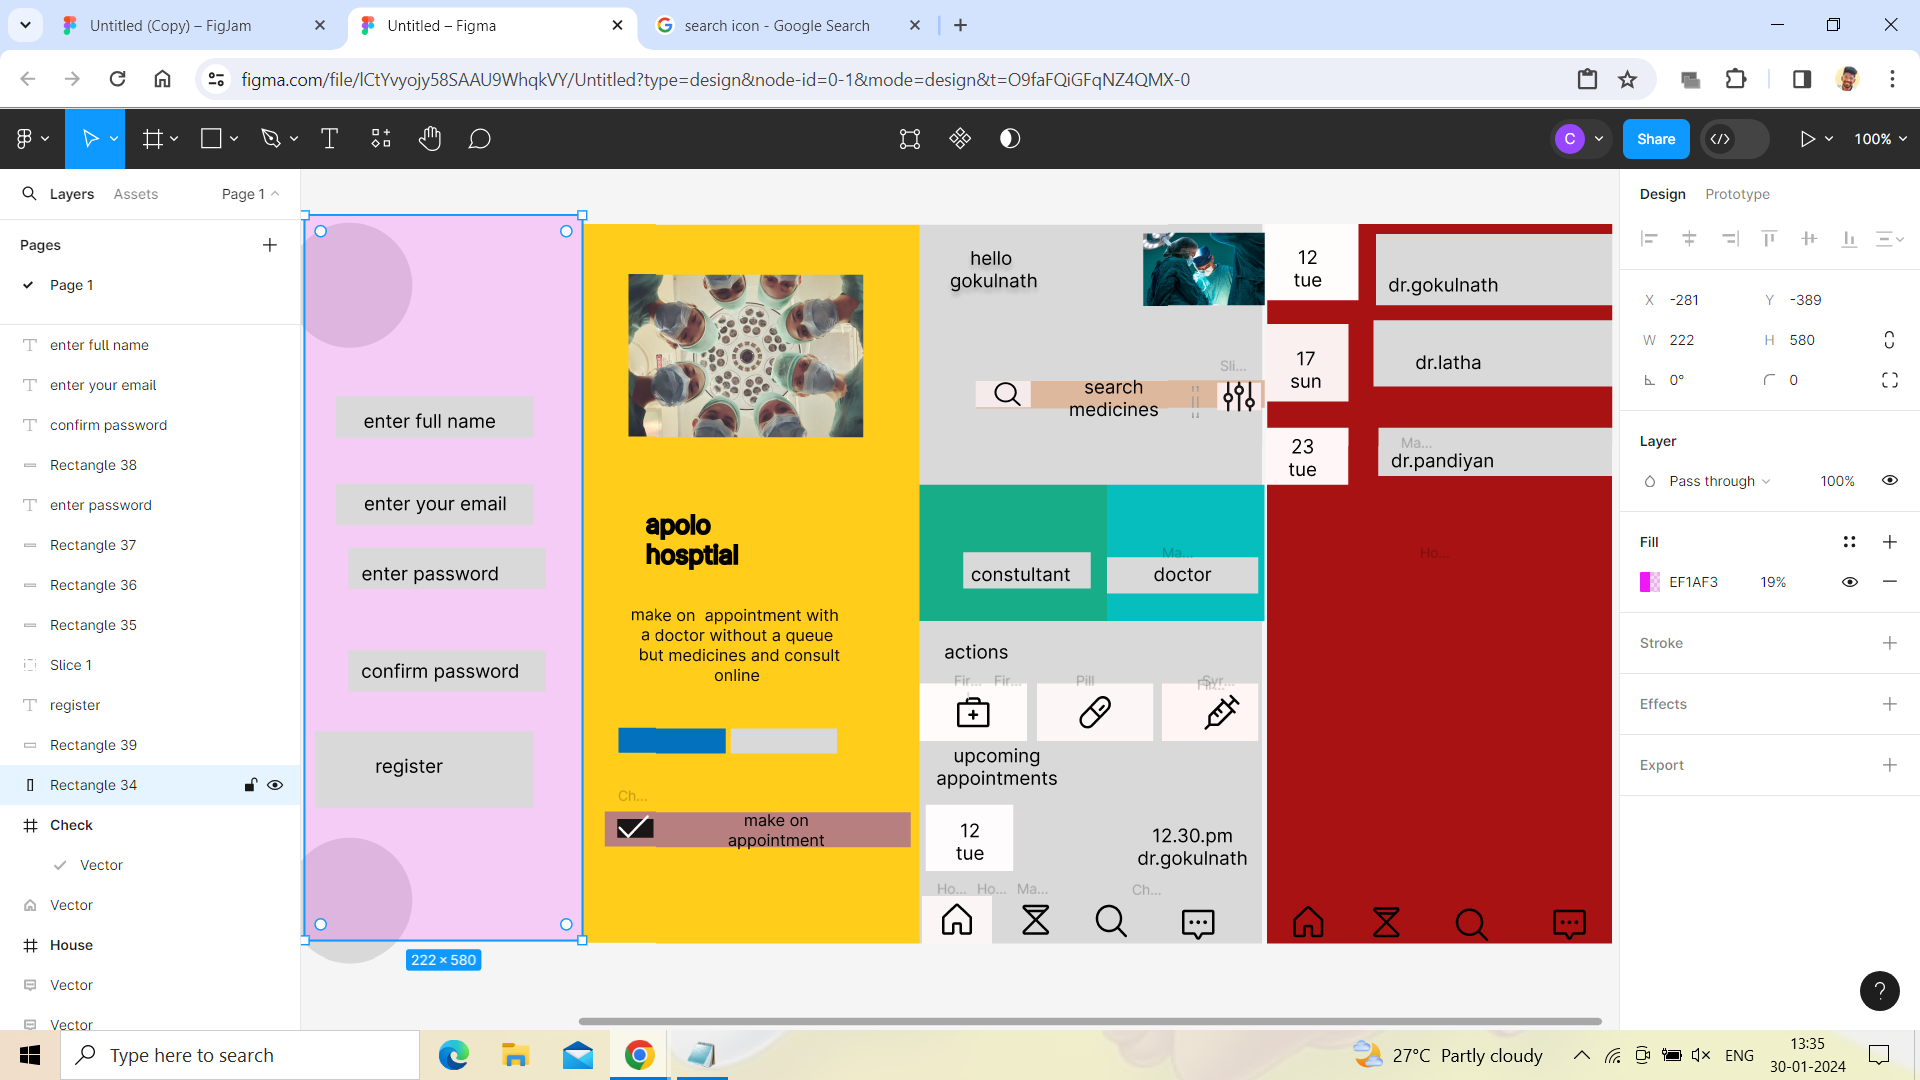 Untitled (Copy) – FigJam
Untitled – Figma
search icon - Google Search
figma.com/file/lCtYvyojy58SAAU9WhqkVY/Untitled?type=design&node-id=0-1&mode=design&t=O9faFQiGFqNZ4QMX-0
C
Share
100%
Layers
Assets
Page 1
Pages
Page 1
enter full name
enter your email
confirm password
Rectangle 38
enter password
Rectangle 37
Rectangle 36
Rectangle 35
Slice 1
register
Rectangle 39
Rectangle 34
Check
Vector
Vector
House
Vector
Vector
enter full name
enter your email
enter password
confirm password
register
222 × 580
apolo
hosptial
make on appointment with
a doctor without a queue
but medicines and consult
online
Ch...
make on
appointment
hello
gokulnath
Sli...
search
medicines
Ma...
constultant
doctor
actions
Fir...
Fir...
Pill
Syr...
upcoming
appointments
12
tue
12.30.pm
dr.gokulnath
Ho...
Ho...
Ma...
Ch...
12
tue
dr.gokulnath
17
sun
dr.latha
23
tue
Ma...
dr.pandiyan
Ho...
Design
Prototype
X -281
Y -389
W 222
H 580
0°
0
Layer
Pass through
100%
Fill
EF1AF3
19%
Stroke
Effects
Export
?
Type here to search
27°C Partly cloudy
ENG
13:35
30-01-2024